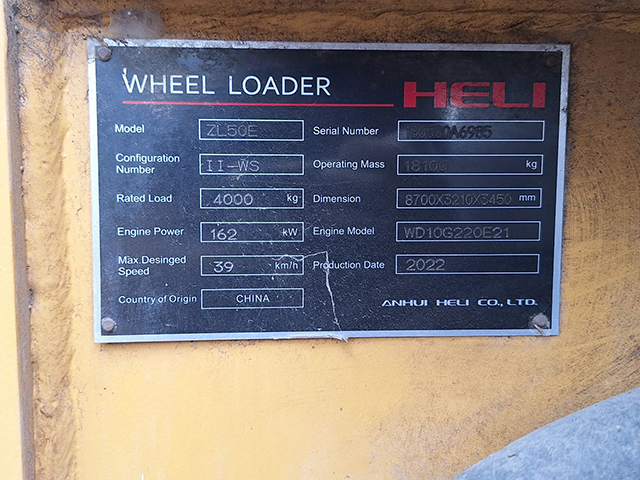 WHEEL LOADER HELI
Model ZL50E Serial Number
Configuration Number II-WS Operating Mass kg
Rated Load 4000 kg Dimension 8700X3210X3450 mm
Engine Power 162 kW Engine Model WD10G220E21
Max.Desinged Speed 39 km/h Production Date 2022
Country of Origin CHINA ANHUI HELI CO., LTD.